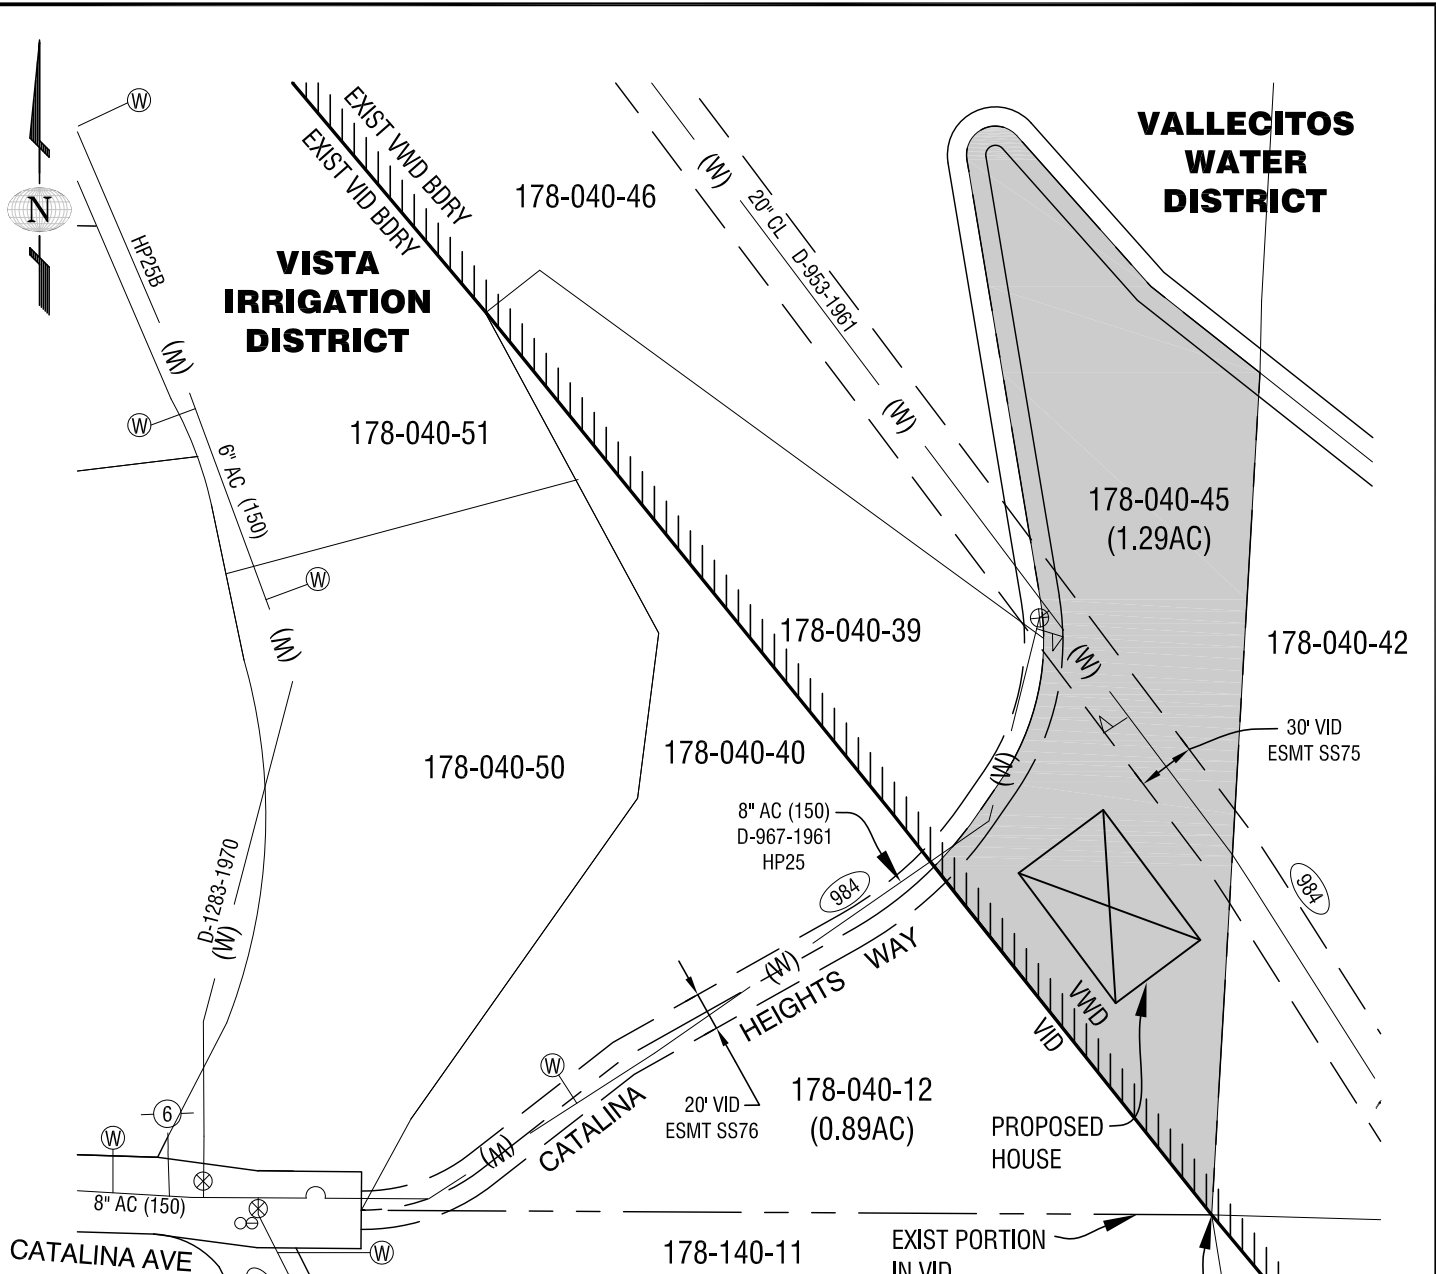 N
W
EXIST VWD BDRY
EXIST VID BDRY
178-040-46
VALLECITOS
WATER
DISTRICT
(W)
20" CL D-953-1961
HP25B
VISTA
IRRIGATION
DISTRICT
(W)
(W)
W
178-040-51
6" AC (150)
178-040-45
(1.29AC)
W
(W)
178-040-39
178-040-42
(W)
30' VID
ESMT SS75
178-040-50
178-040-40
(W)
8" AC (150)
D-967-1961
HP25
984
984
D-1283-1970
(W)
(W)
CATALINA HEIGHTS WAY
VWD
VID
W
178-040-12
(0.89AC)
20' VID
ESMT SS76
PROPOSED
HOUSE
6
W
(W)
8" AC (150)
CATALINA AVE
W
178-140-11
EXIST PORTION
IN VID